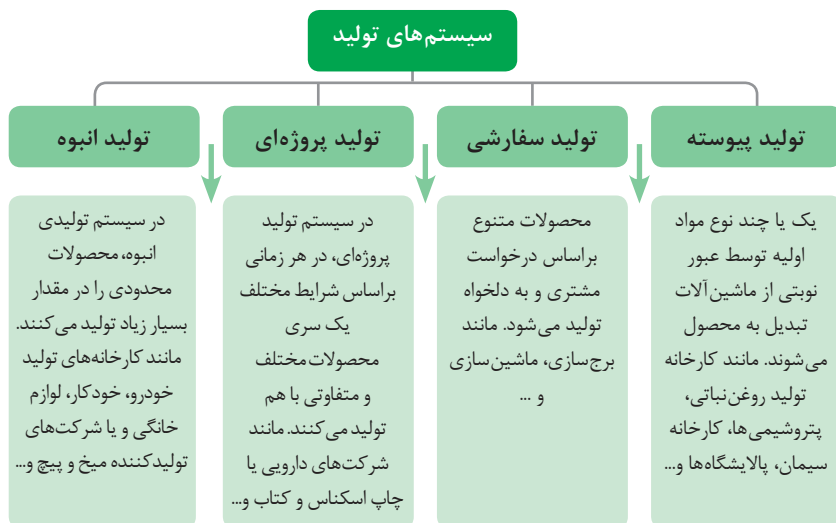 سیستم‌های تولید
تولید پیوسته
یک یا چند نوع مواد
اولیه توسط عبور
نوبتی از ماشین‌آلات
تبدیل به محصول
می‌شوند. مانند کارخانه
تولید روغن‌نباتی،
پتروشیمی‌ها، کارخانه
سیمان، پالایشگاه‌ها و...
تولید سفارشی
محصولات متنوع
براساس درخواست
مشتری و به دلخواه
تولید می‌شود. مانند
برج‌سازی، ماشین‌سازی
و ...
تولید پروژه‌ای
در سیستم تولید
پروژه‌ای، در هر زمانی
براساس شرایط مختلف
یک سری
محصولات مختلف
و متفاوتی با هم
تولید می‌کنند. مانند
شرکت‌های دارویی یا
چاپ اسکناس و کتاب و...
تولید انبوه
در سیستم تولیدی
انبوه، محصولات
محدودی را در مقدار
بسیار زیاد تولید می‌کنند.
مانند کارخانه‌های تولید
خودرو، خودکار، لوازم
خانگی و یا شرکت‌های
تولیدکننده میخ و پیچ و...